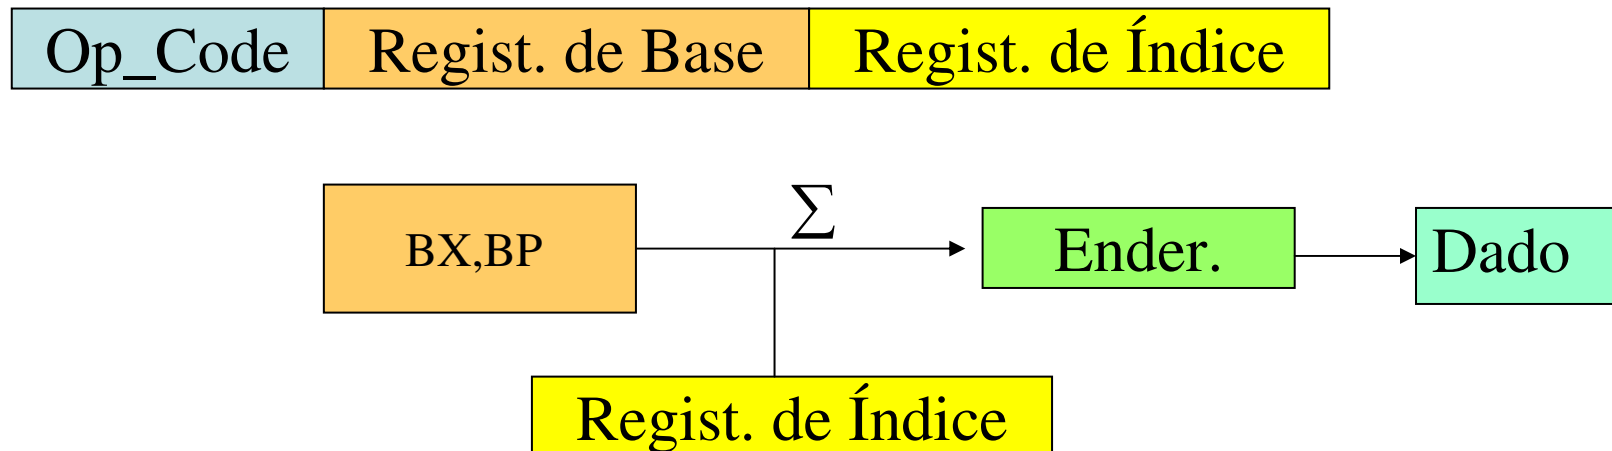 Op_Code Regist. de Base Regist. de Índice
∑
BX,BP
Ender.
Dado
Regist. de Índice